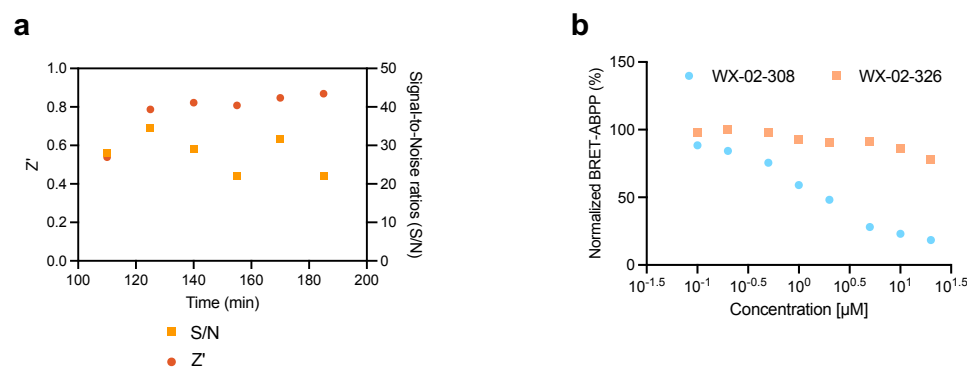 a
1.0
0.8
0.6
0.4
0.2
0.0
Z'
50
40
30
20
10
0
Signal-to-Noise ratios (S/N)
100 120 140 160 180 200
Time (min)
S/N
Z'
b
150
100
50
0
Normalized BRET-ABPP (%)
WX-02-308 WX-02-326
10-1.5 10-1 10-0.5 100 100.5 101 101.5
Concentration [µM]